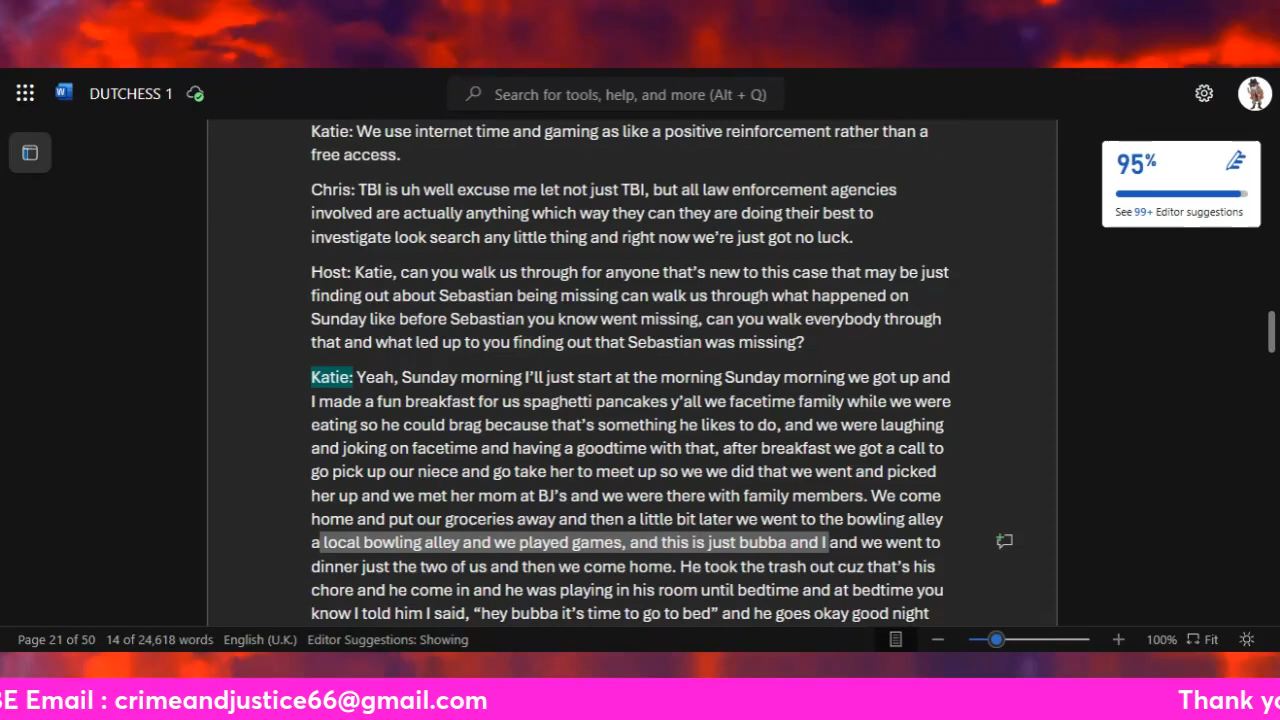 DUTCHESS 1
Search for tools, help, and more (Alt + Q)
Katie: We use internet time and gaming as like a positive reinforcement rather than a
free access.
Chris: TBI is uh well excuse me let not just TBI, but all law enforcement agencies
involved are actually anything which way they can they are doing their best to
investigate look search any little thing and right now we’re just got no luck.
Host: Katie, can you walk us through for anyone that’s new to this case that may be just
finding out about Sebastian being missing can walk us through what happened on
Sunday like before Sebastian you know went missing, can you walk everybody through
that and what led up to you finding out that Sebastian was missing?
Katie: Yeah, Sunday morning I’ll just start at the morning Sunday morning we got up and
I made a fun breakfast for us spaghetti pancakes y’all we facetime family while we were
eating so he could brag because that’s something he likes to do, and we were laughing
and joking on facetime and having a goodtime with that, after breakfast we got a call to
go pick up our niece and go take her to meet up so we we did that we went and picked
her up and we met her mom at BJ’s and we were there with family members. We come
home and put our groceries away and then a little bit later we went to the bowling alley
a local bowling alley and we played games, and this is just bubba and I and we went to
dinner just the two of us and then we come home. He took the trash out cuz that’s his
chore and he come in and he was playing in his room until bedtime and at bedtime you
know I told him I said, “hey bubba it’s time to go to bed” and he goes okay good night
95%
See 99+ Editor suggestions
Page 21 of 50 14 of 24,618 words English (U.K.) Editor Suggestions: Showing
100% Fit
BE Email : crimeandjustice66@gmail.com
Thank yo